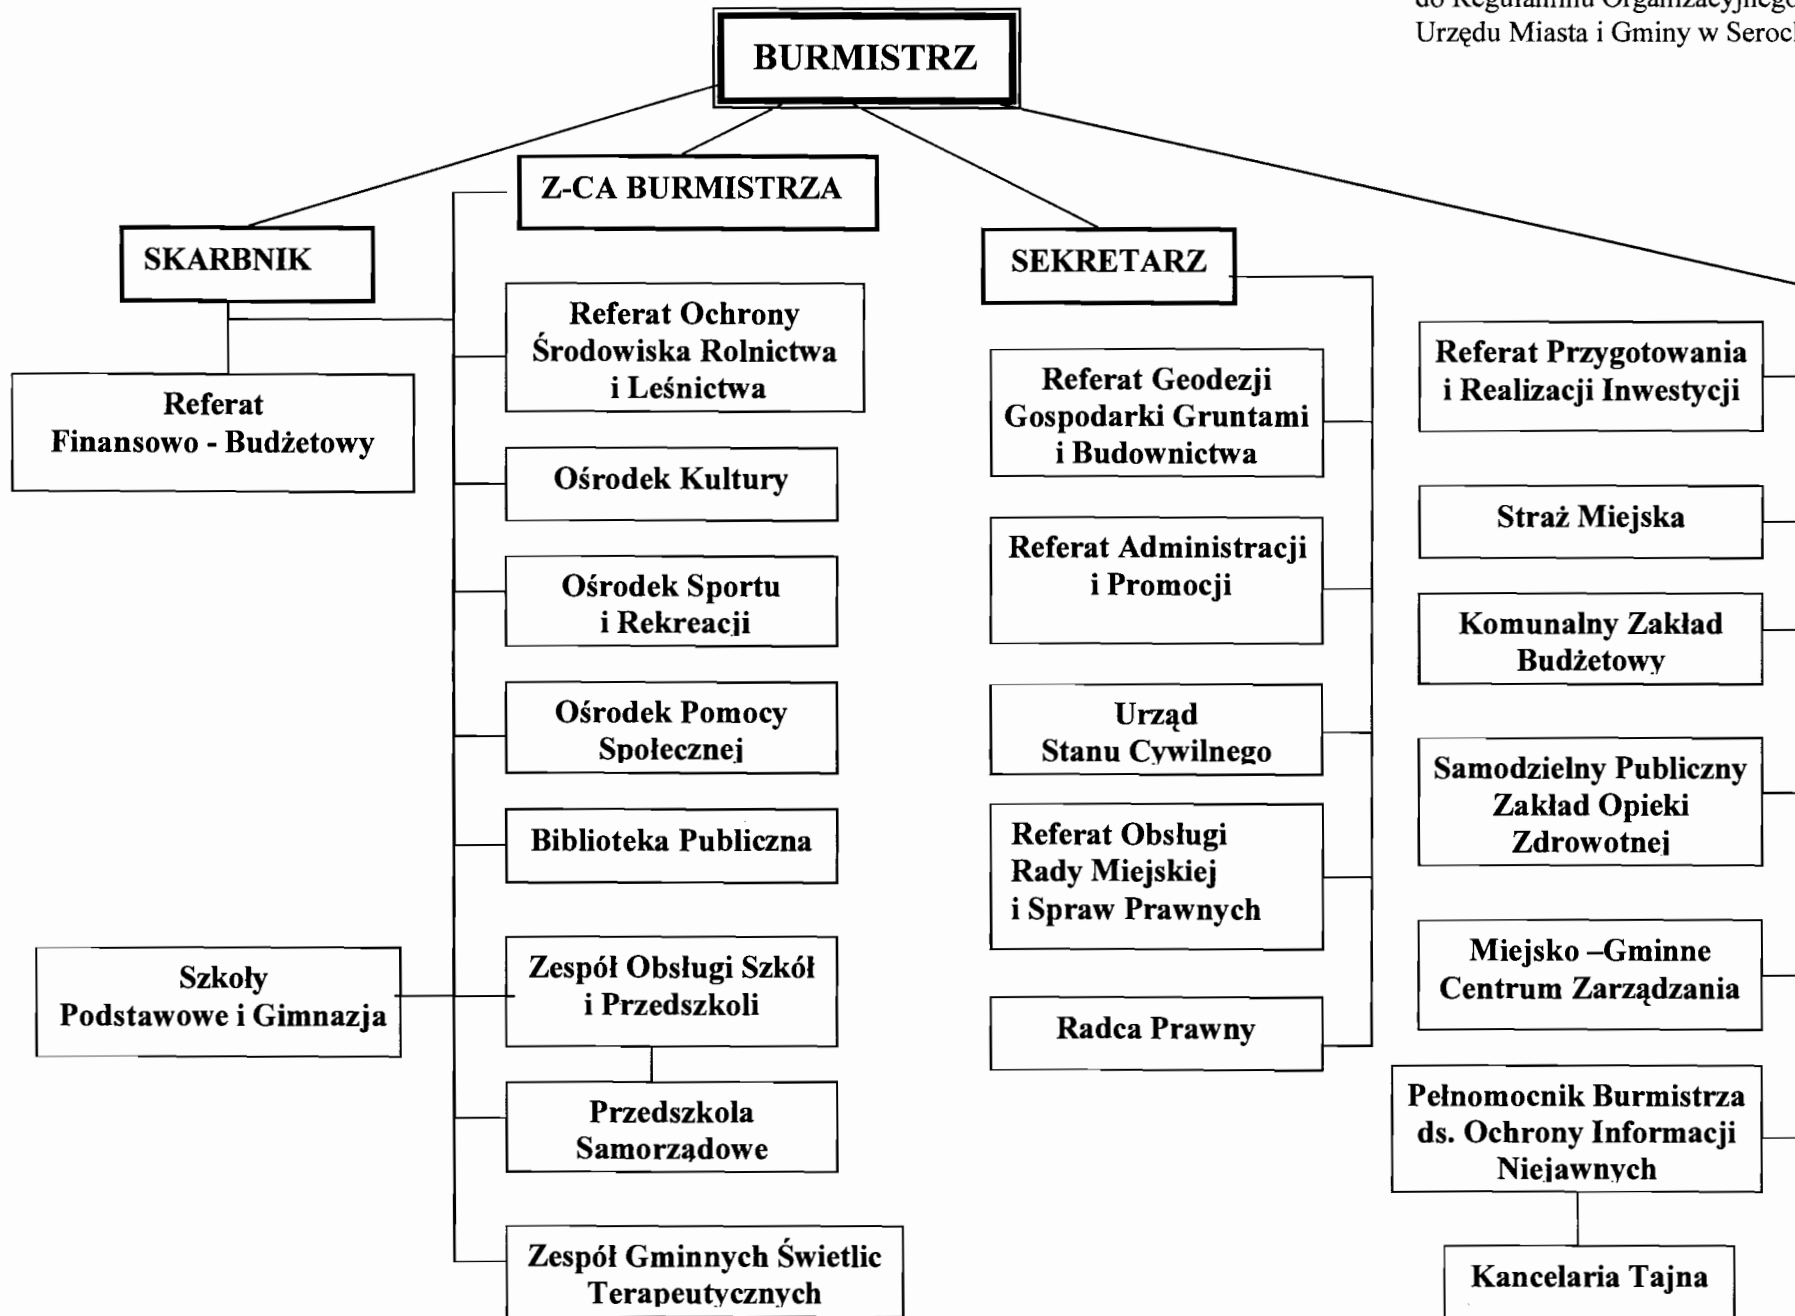 do Regulaminu Organizacyjnego
Urzędu Miasta i Gminy w
BURMISTRZ
Z-CA BURMISTRZA
SKARBNIK
SEKRETARZ
Referat
Finansowo - Budżetowy
Szkoły
Podstawowe i Gimnazja
Referat Ochrony
Środowiska Rolnictwa
i Leśnictwa
Ośrodek Kultury
Ośrodek Sportu
i Rekreacji
Ośrodek Pomocy
Społecznej
Biblioteka Publiczna
Zespół Obsługi Szkół
i Przedszkoli
Przedszkola
Samorządowe
Zespół Gminnych Świetlic
Terapeutycznych
Referat Geodezji
Gospodarki Gruntami
i Budownictwa
Referat Administracji
i Promocji
Urząd
Stanu Cywilnego
Referat Obsługi
Rady Miejskiej
i Spraw Prawnych
Radca Prawny
Referat Przygotowania
i Realizacji Inwestycji
Straż Miejska
Komunalny Zakład
Budżetowy
Samodzielny Publiczny
Zakład Opieki
Zdrowotnej
Miejsko –Gminne
Centrum Zarządzania
Pełnomocnik Burmistrza
ds. Ochrony Informacji
Niejawnych
Kancelaria Tajna